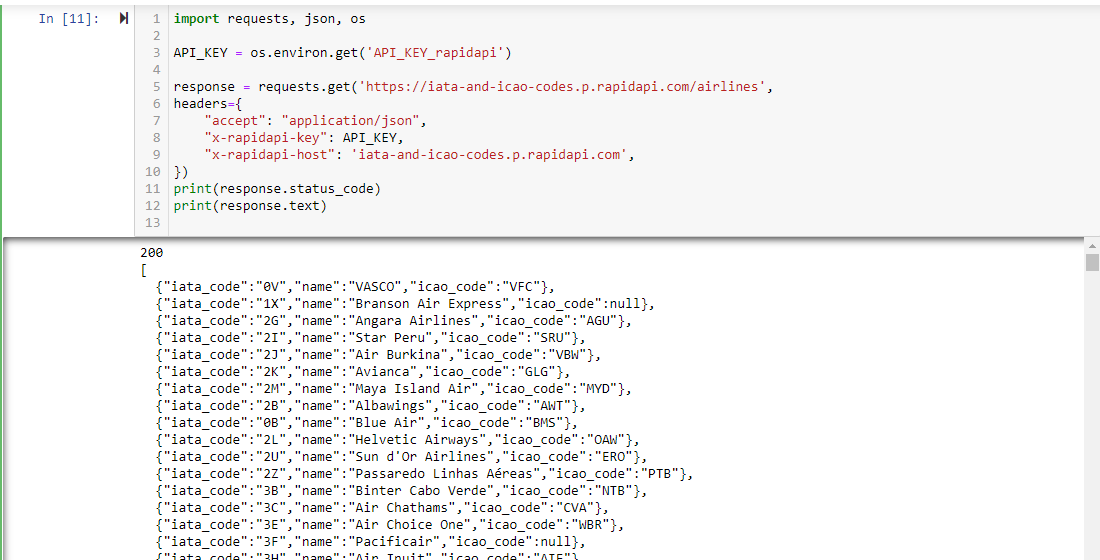 In [11]:
1 import requests, json, os
2
3 API_KEY = os.environ.get('API_KEY_rapidapi')
4
5 response = requests.get('https://iata-and-icao-codes.p.rapidapi.com/airlines',
6 headers={
7     "accept": "application/json",
8     "x-rapidapi-key": API_KEY,
9     "x-rapidapi-host": 'iata-and-icao-codes.p.rapidapi.com',
10 })
11 print(response.status_code)
12 print(response.text)
13
200
[
  {"iata_code":"0V","name":"VASCO","icao_code":"VFC"},
  {"iata_code":"1X","name":"Branson Air Express","icao_code":null},
  {"iata_code":"2G","name":"Angara Airlines","icao_code":"AGU"},
  {"iata_code":"2I","name":"Star Peru","icao_code":"SRU"},
  {"iata_code":"2J","name":"Air Burkina","icao_code":"VBW"},
  {"iata_code":"2K","name":"Avianca","icao_code":"GLG"},
  {"iata_code":"2M","name":"Maya Island Air","icao_code":"MYD"},
  {"iata_code":"2B","name":"Albawings","icao_code":"AWT"},
  {"iata_code":"0B","name":"Blue Air","icao_code":"BMS"},
  {"iata_code":"2L","name":"Helvetic Airways","icao_code":"OAW"},
  {"iata_code":"2U","name":"Sun d'Or Airlines","icao_code":"ERO"},
  {"iata_code":"2Z","name":"Passaredo Linhas Aéreas","icao_code":"PTB"},
  {"iata_code":"3B","name":"Binter Cabo Verde","icao_code":"NTB"},
  {"iata_code":"3C","name":"Air Chathams","icao_code":"CVA"},
  {"iata_code":"3E","name":"Air Choice One","icao_code":"WBR"},
  {"iata_code":"3F","name":"Pacificair","icao_code":null},
  {"iata_code":"3H","name":"Air Inuit","icao_code":"AIE"}